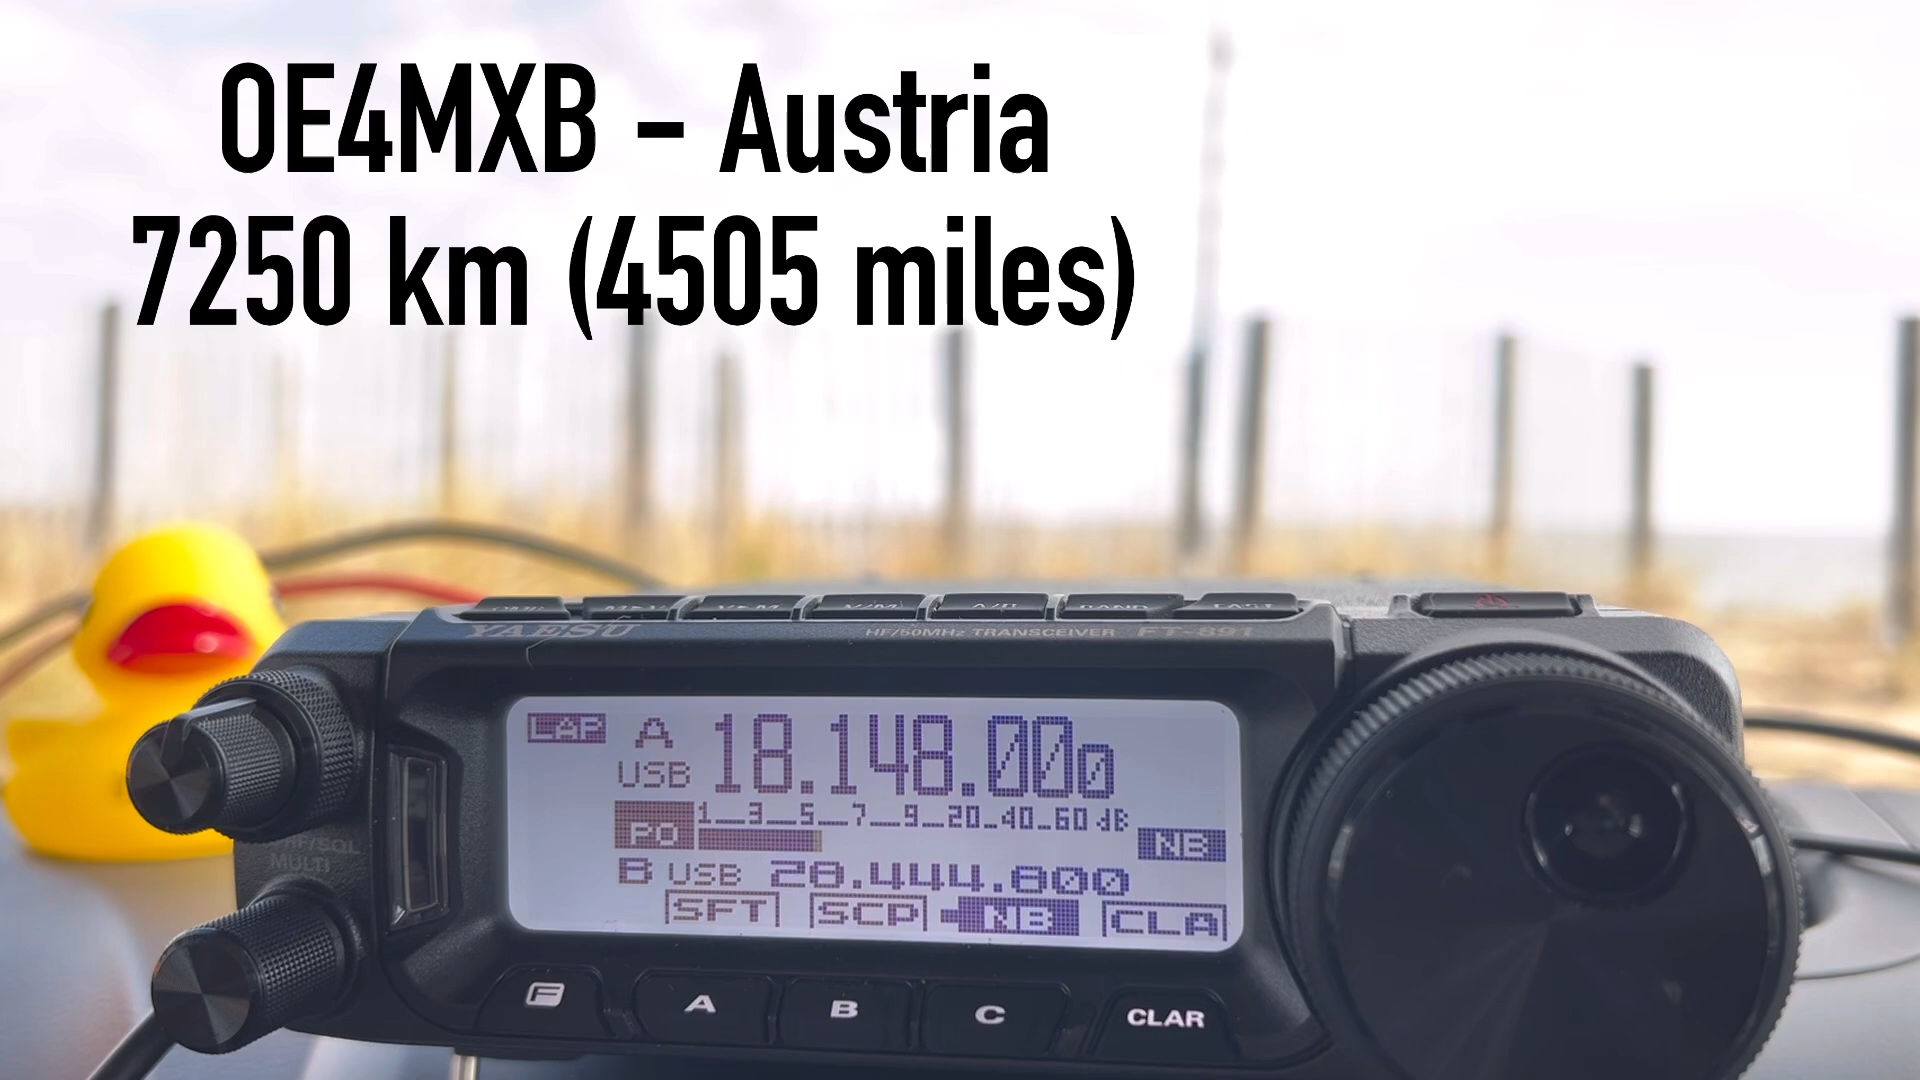 OE4MXB – Austria
7250 km (4505 miles)
YAESU
HF/50MHz TRANSCEIVER FT-891
LAP A 18.148.000
USB
1 3 5 7 9 20 40 60 dB
PO
NB
B USB 28.444.800
SFT SCP NB CLA
MULTI
F A B C CLAR